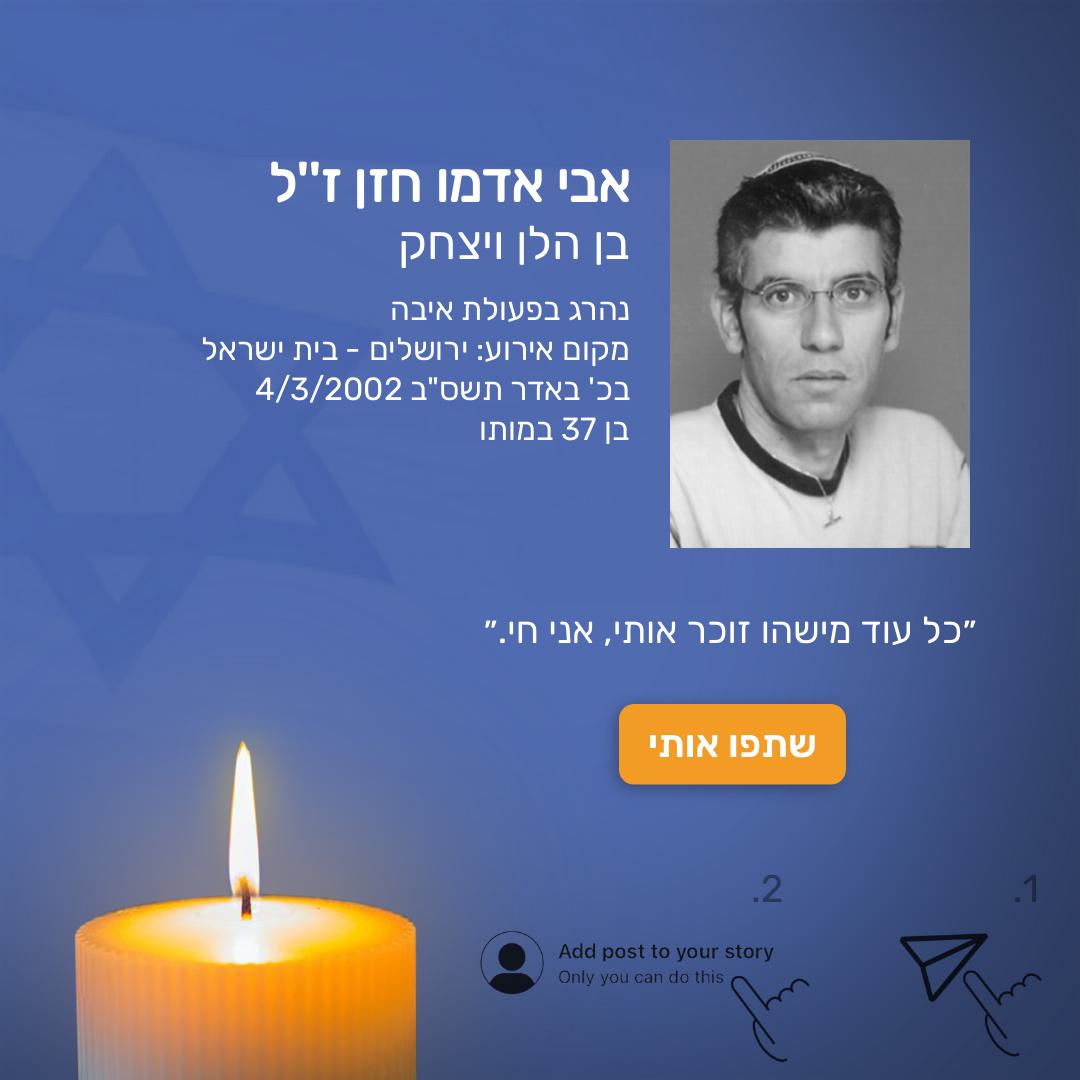 אבי אדמו חזן ז"ל
בן הלן ויצחק
נהרג בפעולת איבה
מקום אירוע: ירושלים - בית ישראל
בכ' באדר תשס"ב 4/3/2002
בן 37 במותו
״כל עוד מישהו זוכר אותי, אני חי.״
שתפו אותי
1.
2.
Add post to your story
Only you can do this